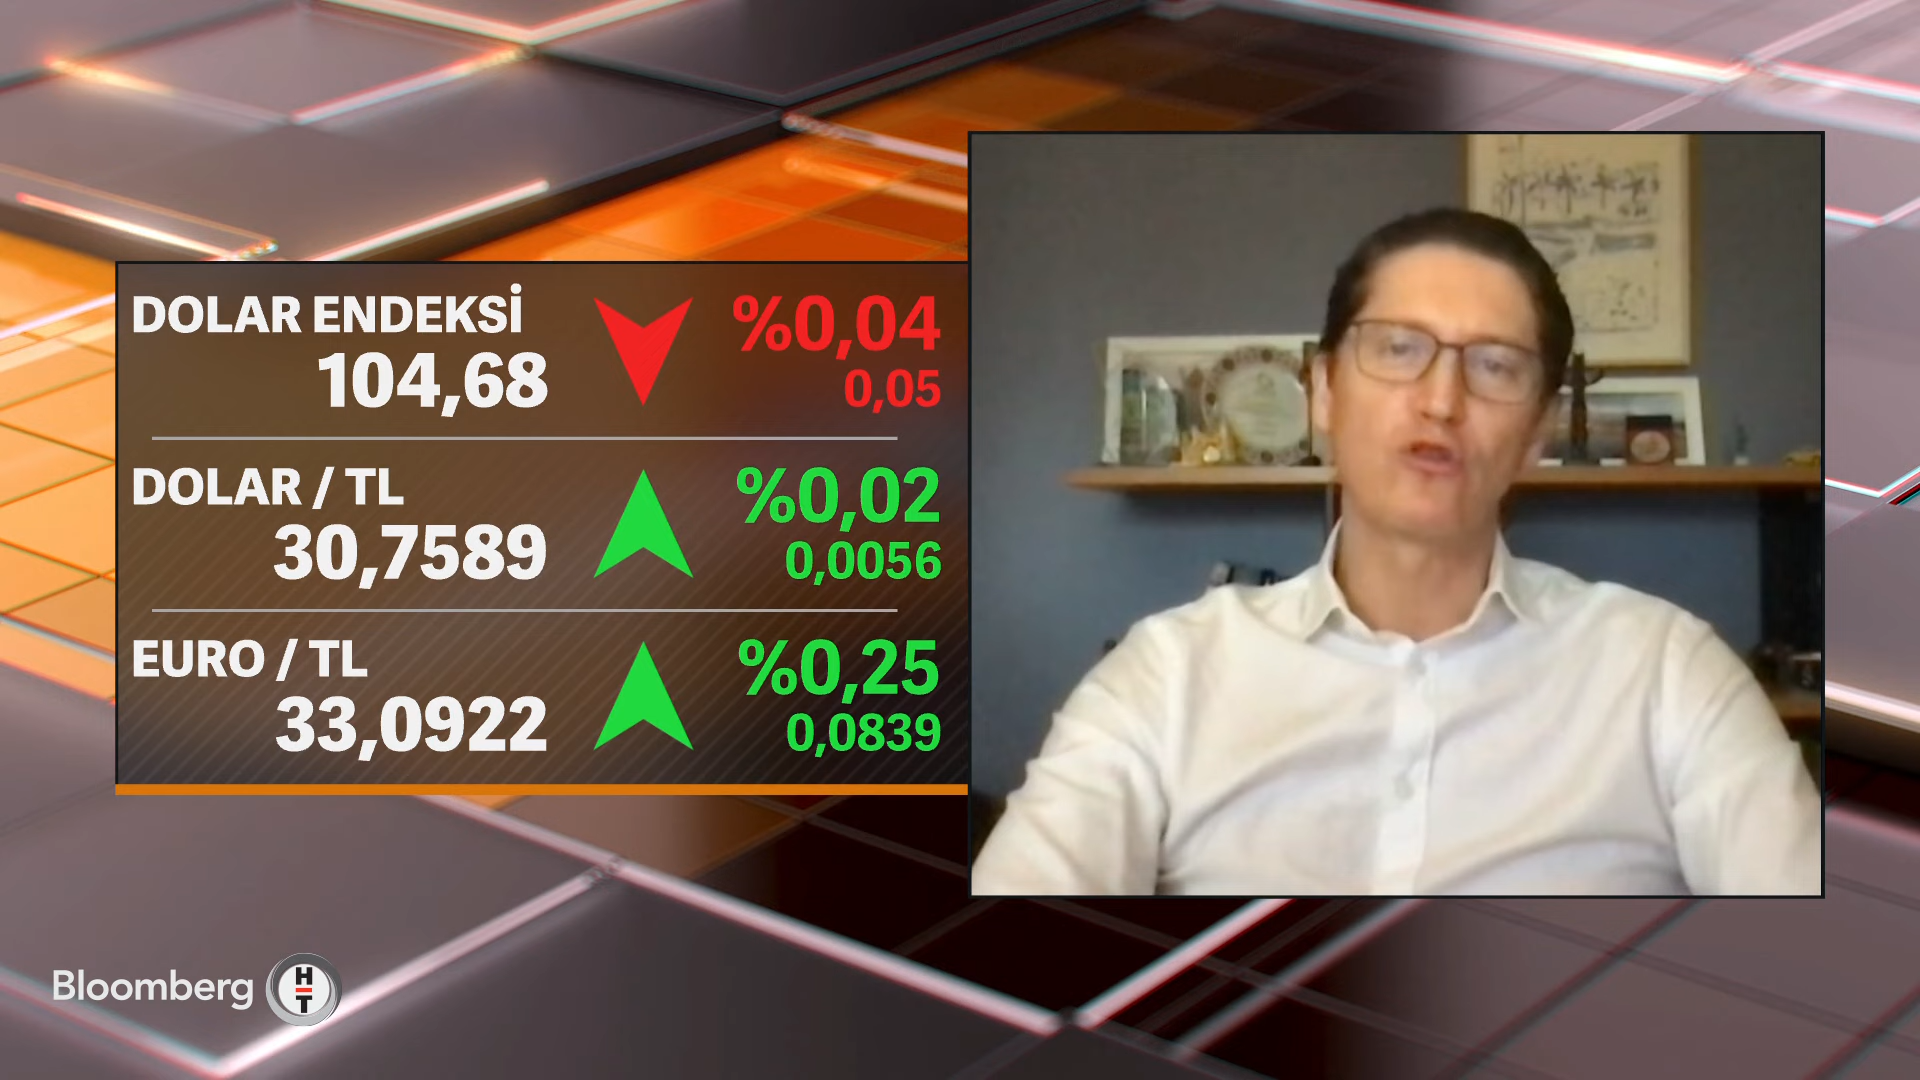 DOLAR ENDEKSİ
104,68
%0,04
0,05
DOLAR / TL
30,7589
%0,02
0,0056
EURO / TL
33,0922
%0,25
0,0839
Bloomberg HT